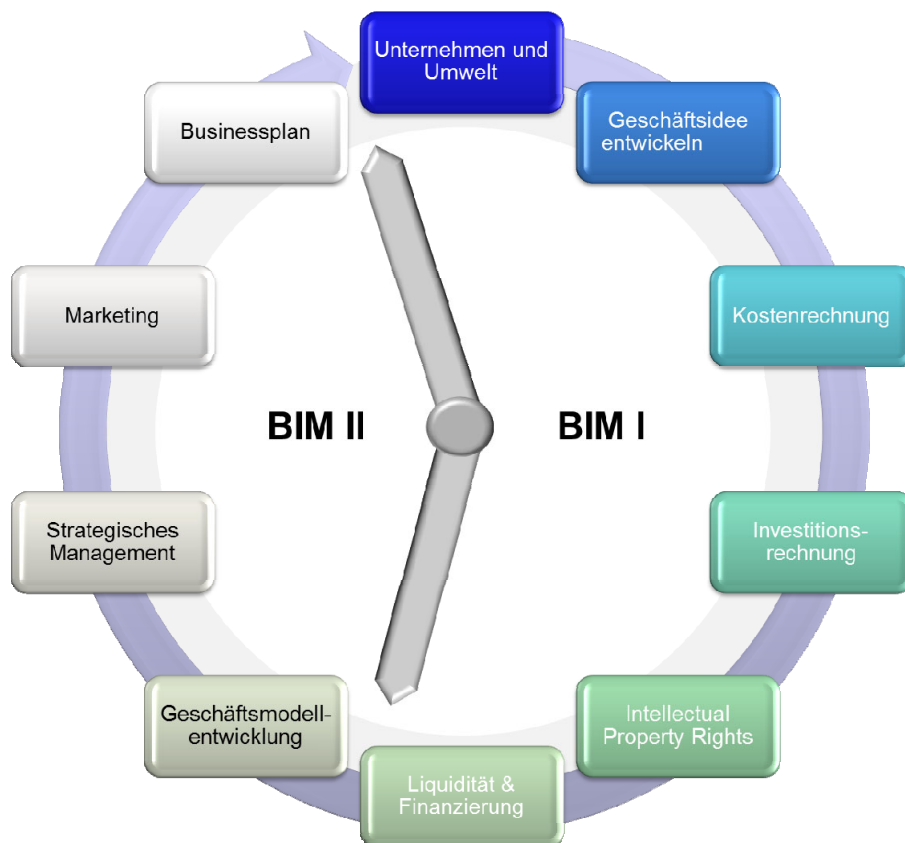 Unternehmen und
Umwelt
Geschäftsidee
entwickeln
Kostenrechnung
Investitions-
rechnung
Intellectual
Property Rights
Liquidität &
Finanzierung
Geschäftsmodell-
entwicklung
Strategisches
Management
Marketing
Businessplan
BIM II
BIM I